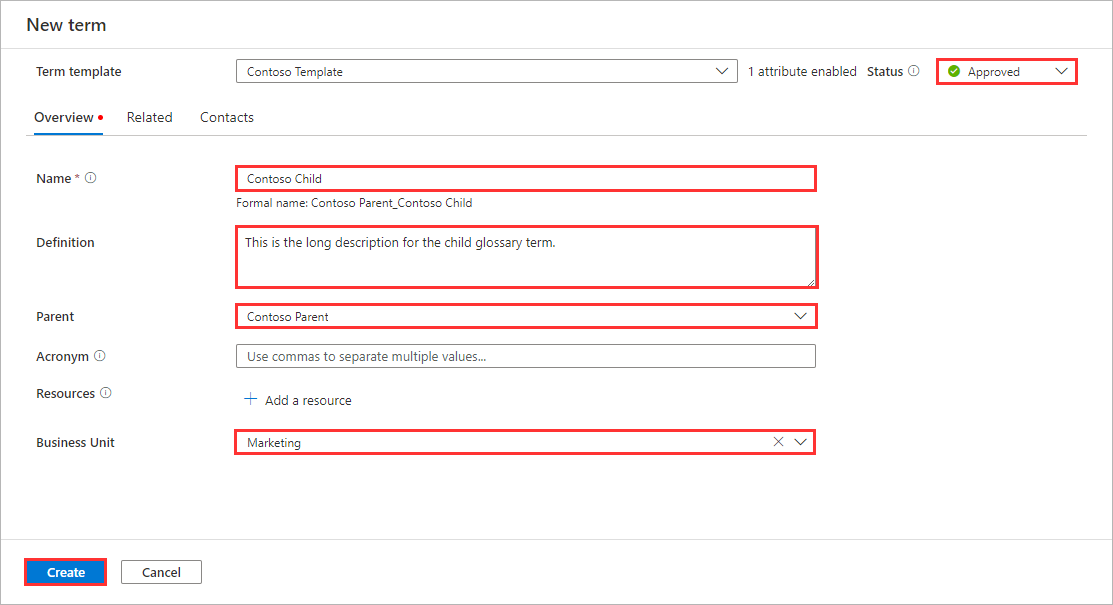 New term
Term template Contoso Template 1 attribute enabled Status Approved
Overview Related Contacts
Name * Contoso Child
Formal name: Contoso Parent_Contoso Child
Definition This is the long description for the child glossary term.
Parent Contoso Parent
Acronym Use commas to separate multiple values...
Resources + Add a resource
Business Unit Marketing
Create Cancel